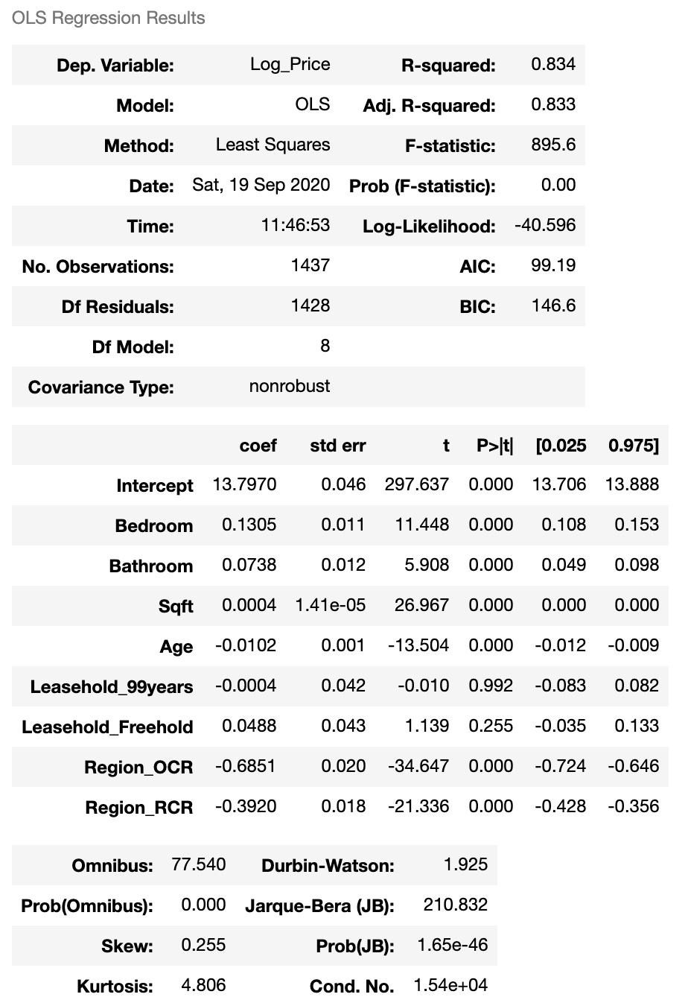 OLS Regression Results
Dep. Variable: Log_Price R-squared: 0.834
Model: OLS Adj. R-squared: 0.833
Method: Least Squares F-statistic: 895.6
Date: Sat, 19 Sep 2020 Prob (F-statistic): 0.00
Time: 11:46:53 Log-Likelihood: -40.596
No. Observations: 1437 AIC: 99.19
Df Residuals: 1428 BIC: 146.6
Df Model: 8
Covariance Type: nonrobust
coef std err t P>|t| [0.025 0.975]
Intercept 13.7970 0.046 297.637 0.000 13.706 13.888
Bedroom 0.1305 0.011 11.448 0.000 0.108 0.153
Bathroom 0.0738 0.012 5.908 0.000 0.049 0.098
Sqft 0.0004 1.41e-05 26.967 0.000 0.000 0.000
Age -0.0102 0.001 -13.504 0.000 -0.012 -0.009
Leasehold_99years -0.0004 0.042 -0.010 0.992 -0.083 0.082
Leasehold_Freehold 0.0488 0.043 1.139 0.255 -0.035 0.133
Region_OCR -0.6851 0.020 -34.647 0.000 -0.724 -0.646
Region_RCR -0.3920 0.018 -21.336 0.000 -0.428 -0.356
Omnibus: 77.540 Durbin-Watson: 1.925
Prob(Omnibus): 0.000 Jarque-Bera (JB): 210.832
Skew: 0.255 Prob(JB): 1.65e-46
Kurtosis: 4.806 Cond. No. 1.54e+04